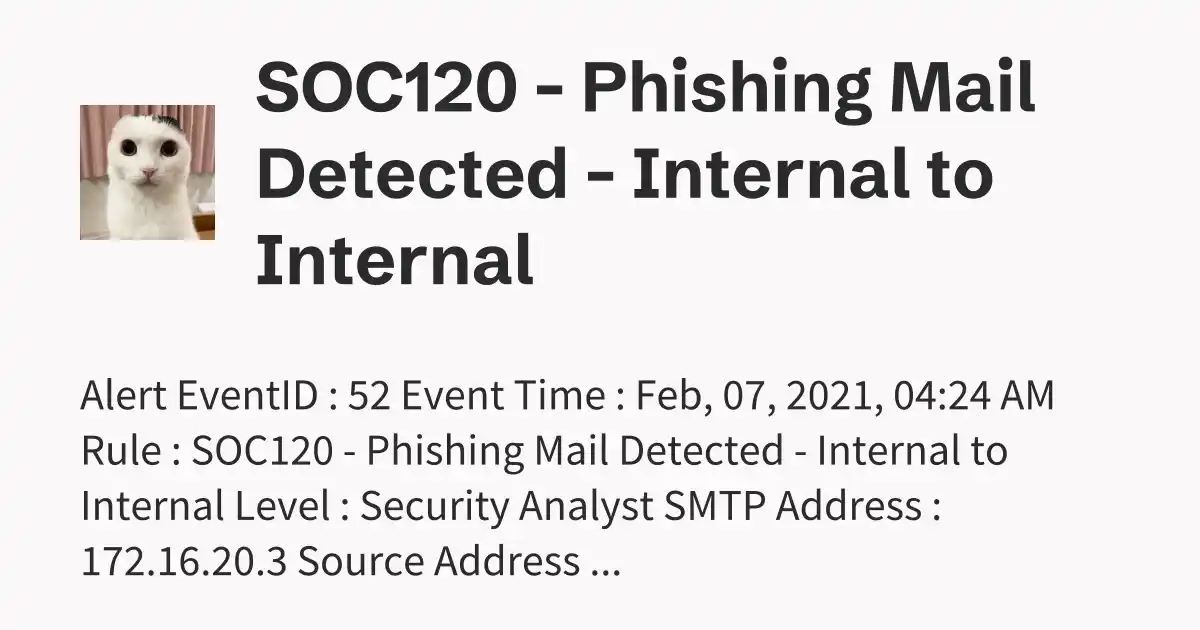 SOC120 - Phishing Mail
Detected - Internal to
Internal
Alert EventID : 52 Event Time : Feb, 07, 2021, 04:24 AM
Rule : SOC120 - Phishing Mail Detected - Internal to
Internal Level : Security Analyst SMTP Address :
172.16.20.3 Source Address ...